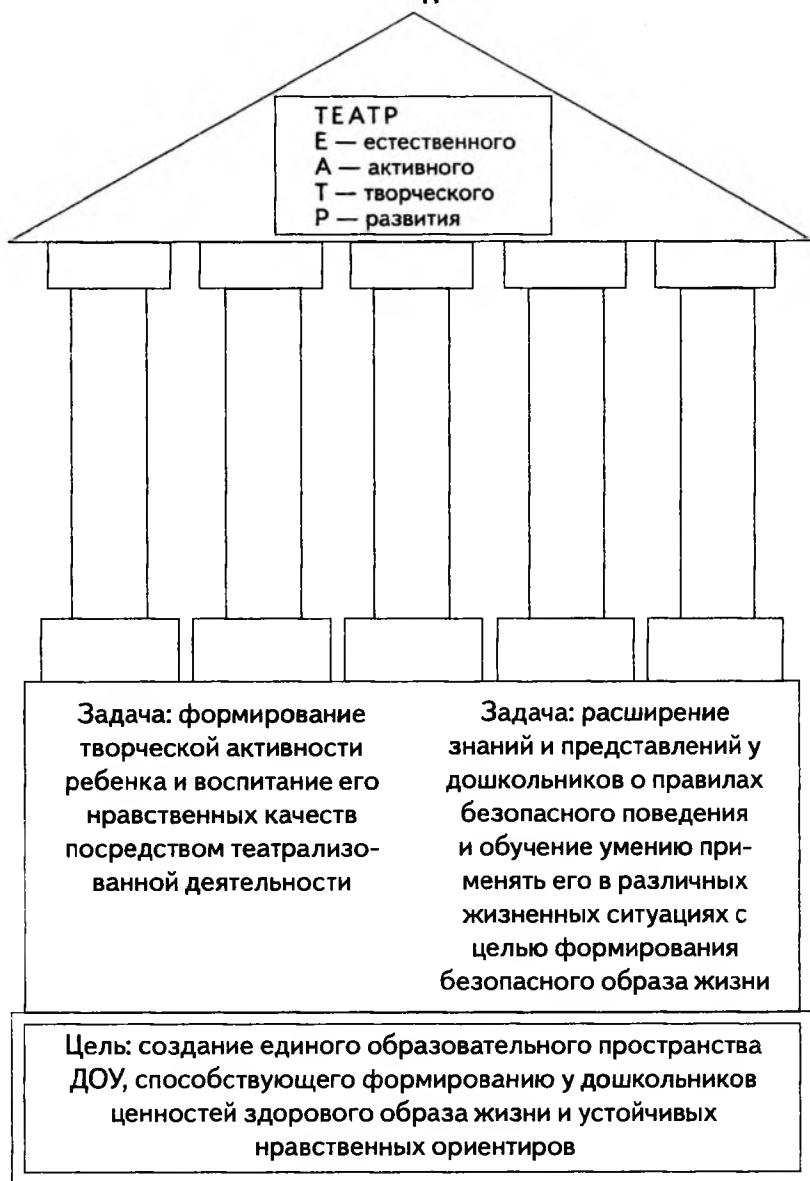 ТЕАТР
Е — естественного
А — активного
Т — творческого
Р — развития
Задача: формирование
творческой активности
ребенка и воспитание его
нравственных качеств
посредством театрализо-
ванной деятельности
Задача: расширение
знаний и представлений у
дошкольников о правилах
безопасного поведения
и обучение умению при-
менять его в различных
жизненных ситуациях с
целью формирования
безопасного образа жизни
Цель: создание единого образовательного пространства
ДОУ, способствующего формированию у дошкольников
ценностей здорового образа жизни и устойчивых
нравственных ориентиров